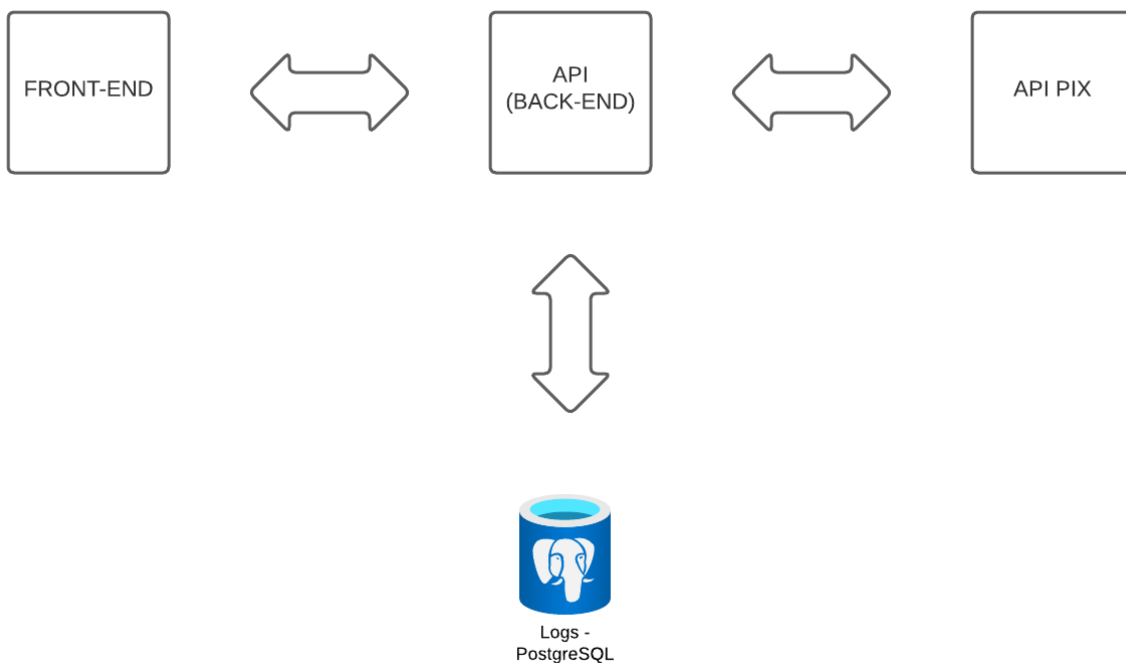 FRONT-END
API
(BACK-END)
API PIX
Logs -
PostgreSQL